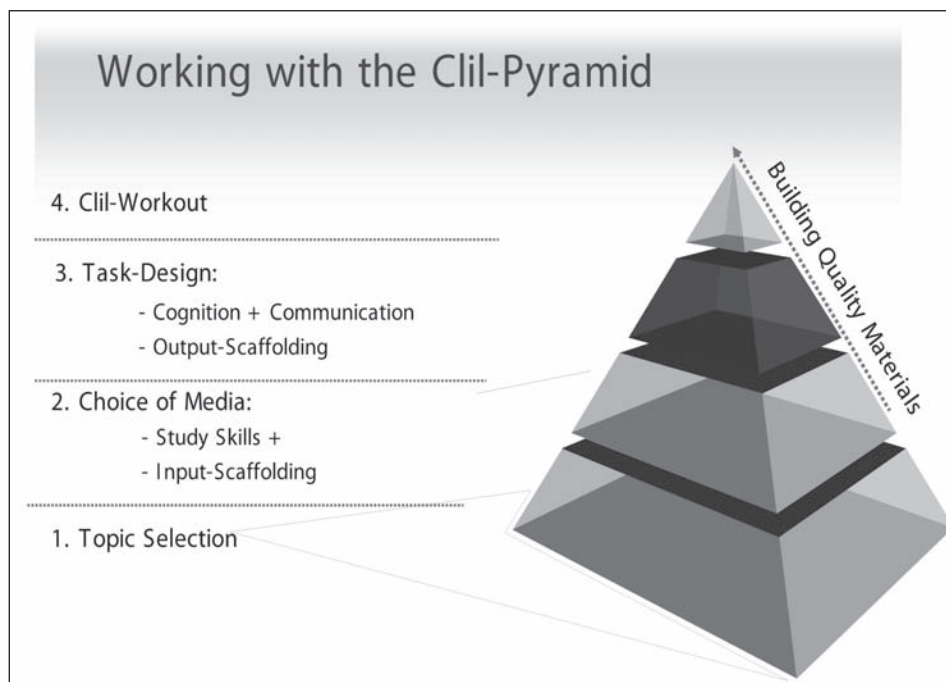 Working with the Clil-Pyramid
4. Clil-Workout
3. Task-Design:
- Cognition + Communication
- Output-Scaffolding
2. Choice of Media:
- Study Skills +
- Input-Scaffolding
1. Topic Selection
Building Quality Materials